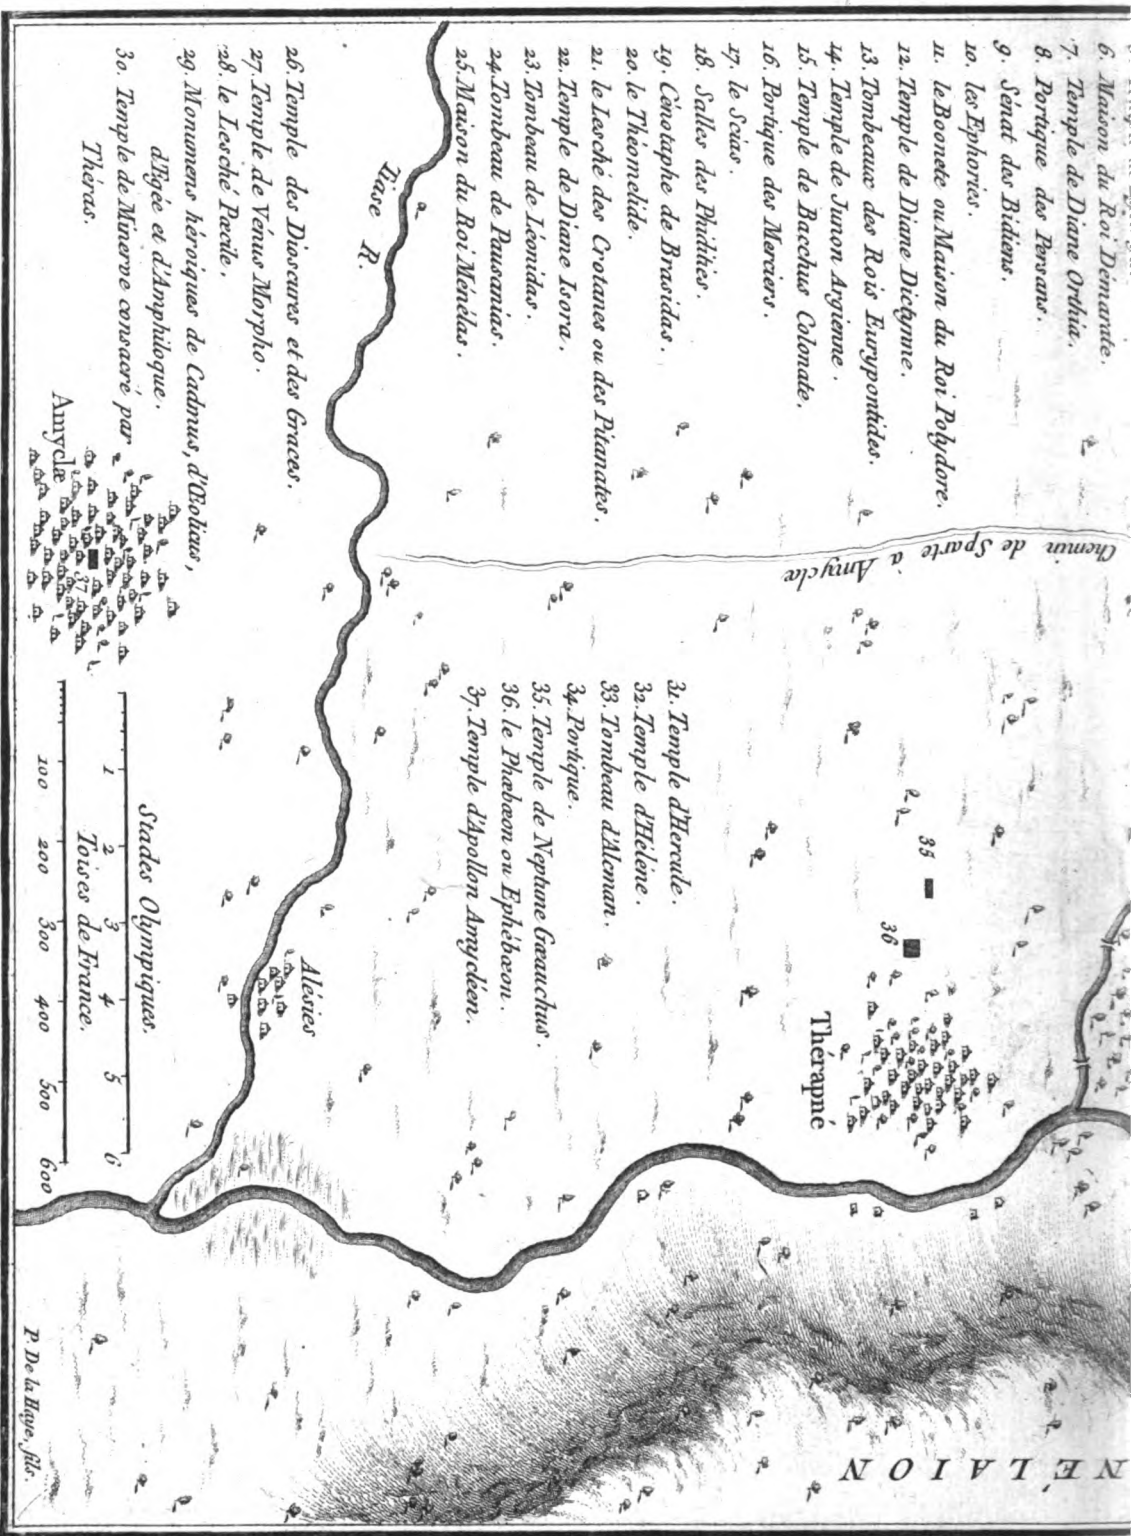 6. Maison du Roi Démarate.
7. Temple de Diane Orthia.
8. Portique des Persans.
9. Sénat des Bidiens.
10. les Ephories.
11. le Boonete ou Maison du Roi Polydore.
12. Temple de Diane Dictynne.
13. Tombeaux des Rois Eurypontides.
14. Temple de Junon Argienne.
15. Temple de Bacchus Colonate.
16. Portique des Merciers.
17. le Scias.
18. Salles des Phidities.
19. Cénotaphe de Brasidas.
20. le Théomelide.
21. le Lesché des Crotanes ou des Pitanates.
22. Temple de Diane Isora.
23. Tombeau de Léonidas.
24. Tombeau de Pausanias.
25. Maison du Roi Ménélas.
Tiase R.
26. Temple des Dioscures et des Graces.
27. Temple de Vénus Morpho.
28. le Lesché Pœcile.
29. Monumens héroiques de Cadmus, d'Œolicus,
d'Egée et d'Amphiloque.
30. Temple de Minerve consacré par
Théras.
Amyclæ
37
Chemin de Sparte à Amyclæ
31. Temple d'Hercule.
32. Temple d'Hélène.
33. Tombeau d'Alcman.
34. Portique.
35. Temple de Neptune Gæauchus
36. le Phœbæon ou Ephébæon.
37. Temple d'Apollon Amycléen.
35
36
Thérapné
Alésies
Stades Olympiques.
1 2 3 4 5 6
Toises de France.
100 200 300 400 500 600
NÉLAION
P. De la Haye, fils.